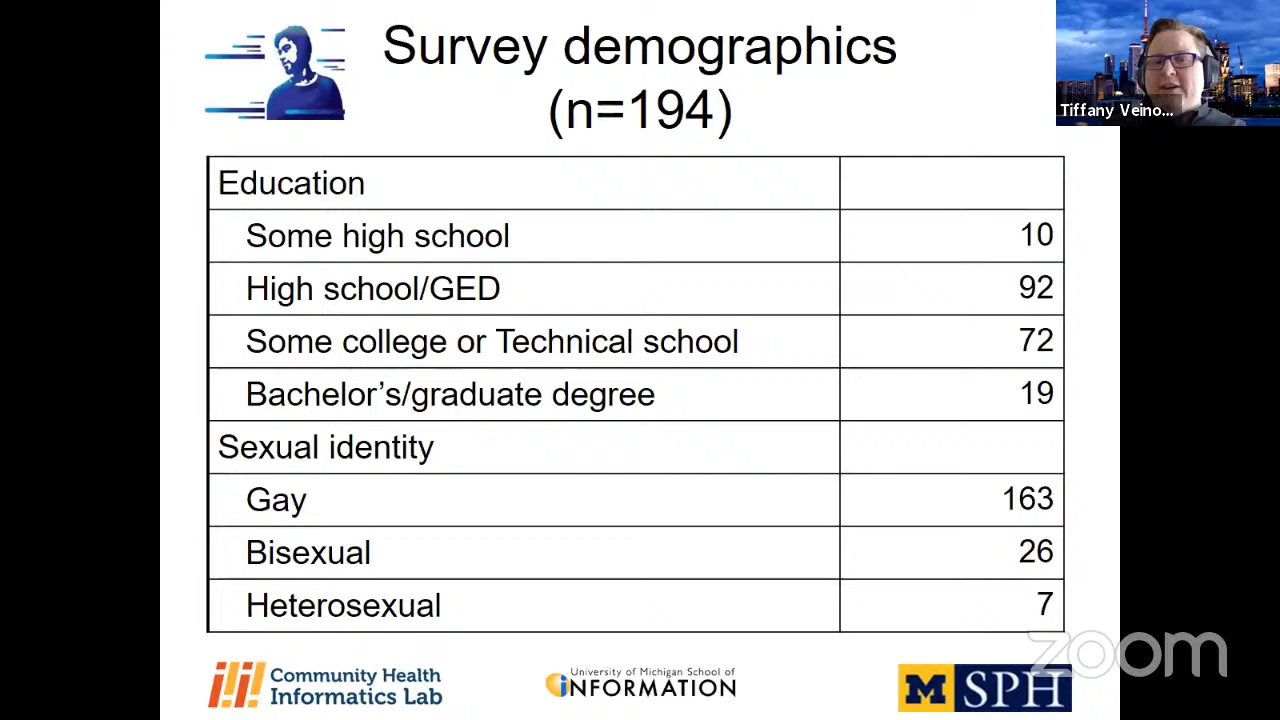 Survey demographics
(n=194)
Tiffany Veino...
Education
Some high school 10
High school/GED 92
Some college or Technical school 72
Bachelor’s/graduate degree 19
Sexual identity
Gay 163
Bisexual 26
Heterosexual 7
zoom
Community Health
Informatics Lab
University of Michigan School of
iNFORMATION
M SPH